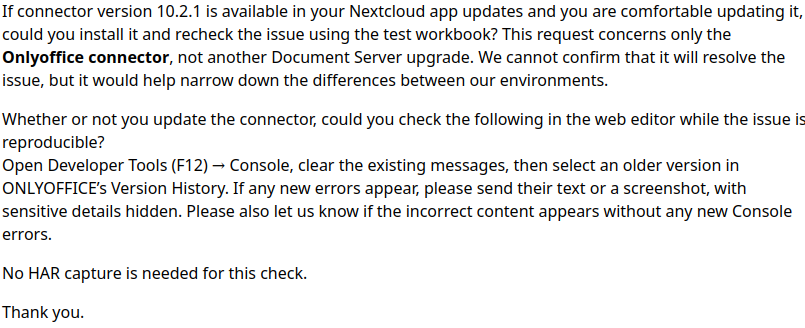 If connector version 10.2.1 is available in your Nextcloud app updates and you are comfortable updating it,
could you install it and recheck the issue using the test workbook? This request concerns only the
Onlyoffice connector, not another Document Server upgrade. We cannot confirm that it will resolve the
issue, but it would help narrow down the differences between our environments.
Whether or not you update the connector, could you check the following in the web editor while the issue is
reproducible?
Open Developer Tools (F12) → Console, clear the existing messages, then select an older version in
ONLYOFFICE’s Version History. If any new errors appear, please send their text or a screenshot, with
sensitive details hidden. Please also let us know if the incorrect content appears without any new Console
errors.
No HAR capture is needed for this check.
Thank you.